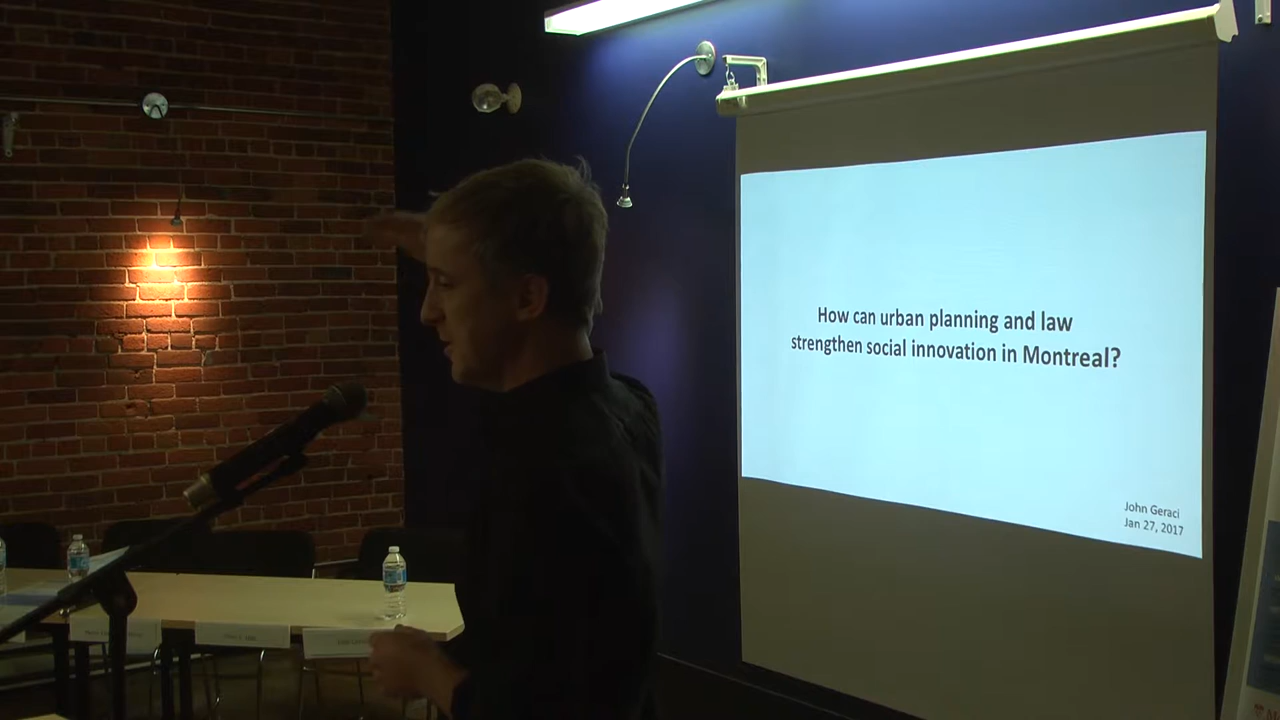 How can urban planning and law
strengthen social innovation in Montreal?
John Geraci
Jan 27, 2017